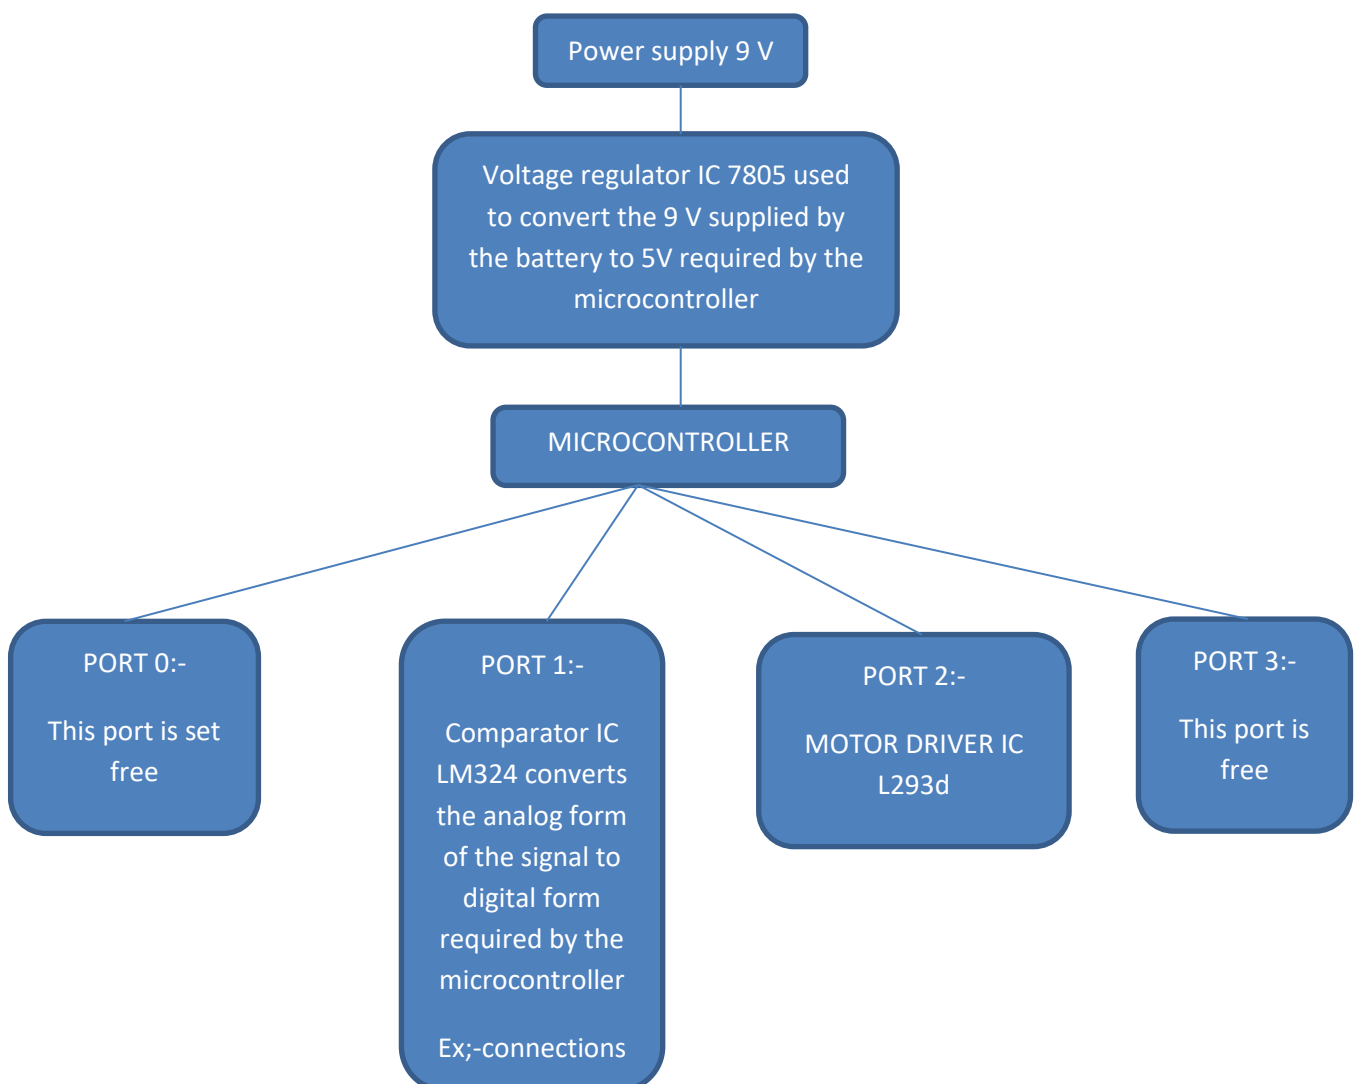 Power supply 9 V
Voltage regulator IC 7805 used
to convert the 9 V supplied by
the battery to 5V required by the
microcontroller
MICROCONTROLLER
PORT 0:-
This port is set
free
PORT 1:-
Comparator IC
LM324 converts
the analog form
of the signal to
digital form
required by the
microcontroller
Ex;-connections
PORT 2:-
MOTOR DRIVER IC
L293d
PORT 3:-
This port is
free